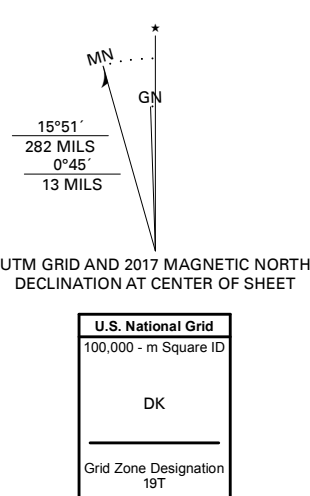 ★
MN
GN
15°51´
282 MILS
0°45´
13 MILS
UTM GRID AND 2017 MAGNETIC NORTH
DECLINATION AT CENTER OF SHEET
U.S. National Grid
100,000 - m Square ID
DK
Grid Zone Designation
19T